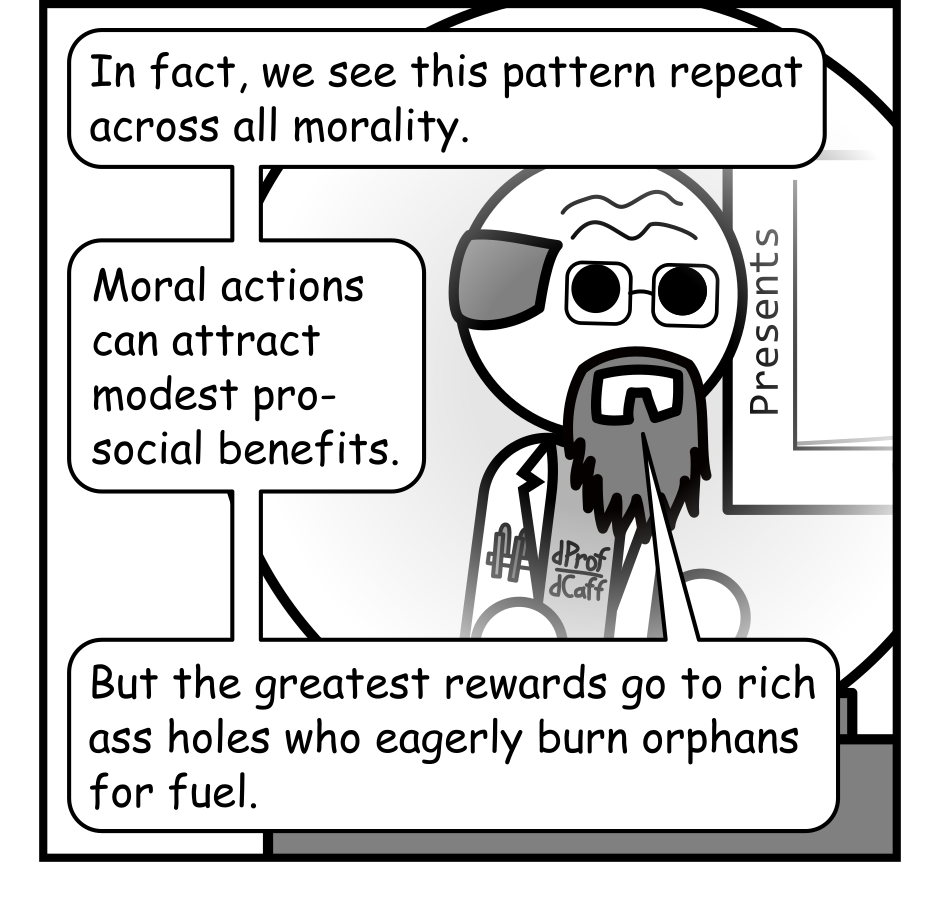 In fact, we see this pattern repeat
across all morality.
Moral actions
can attract
modest pro-
social benefits.
Presents
dProf
dCaff
But the greatest rewards go to rich
ass holes who eagerly burn orphans
for fuel.